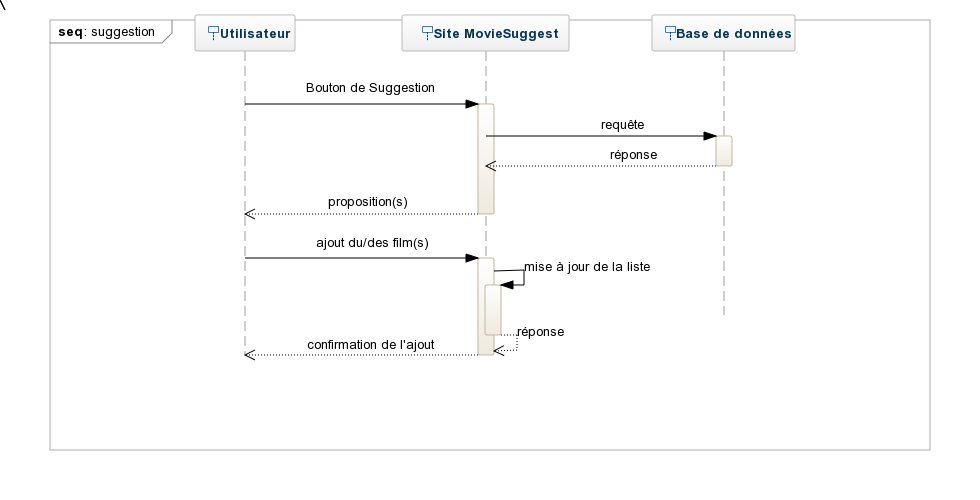 seq: suggestion
Utilisateur
Site MovieSuggest
Base de données
Bouton de Suggestion
requête
réponse
proposition(s)
ajout du/des film(s)
mise à jour de la liste
réponse
confirmation de l'ajout